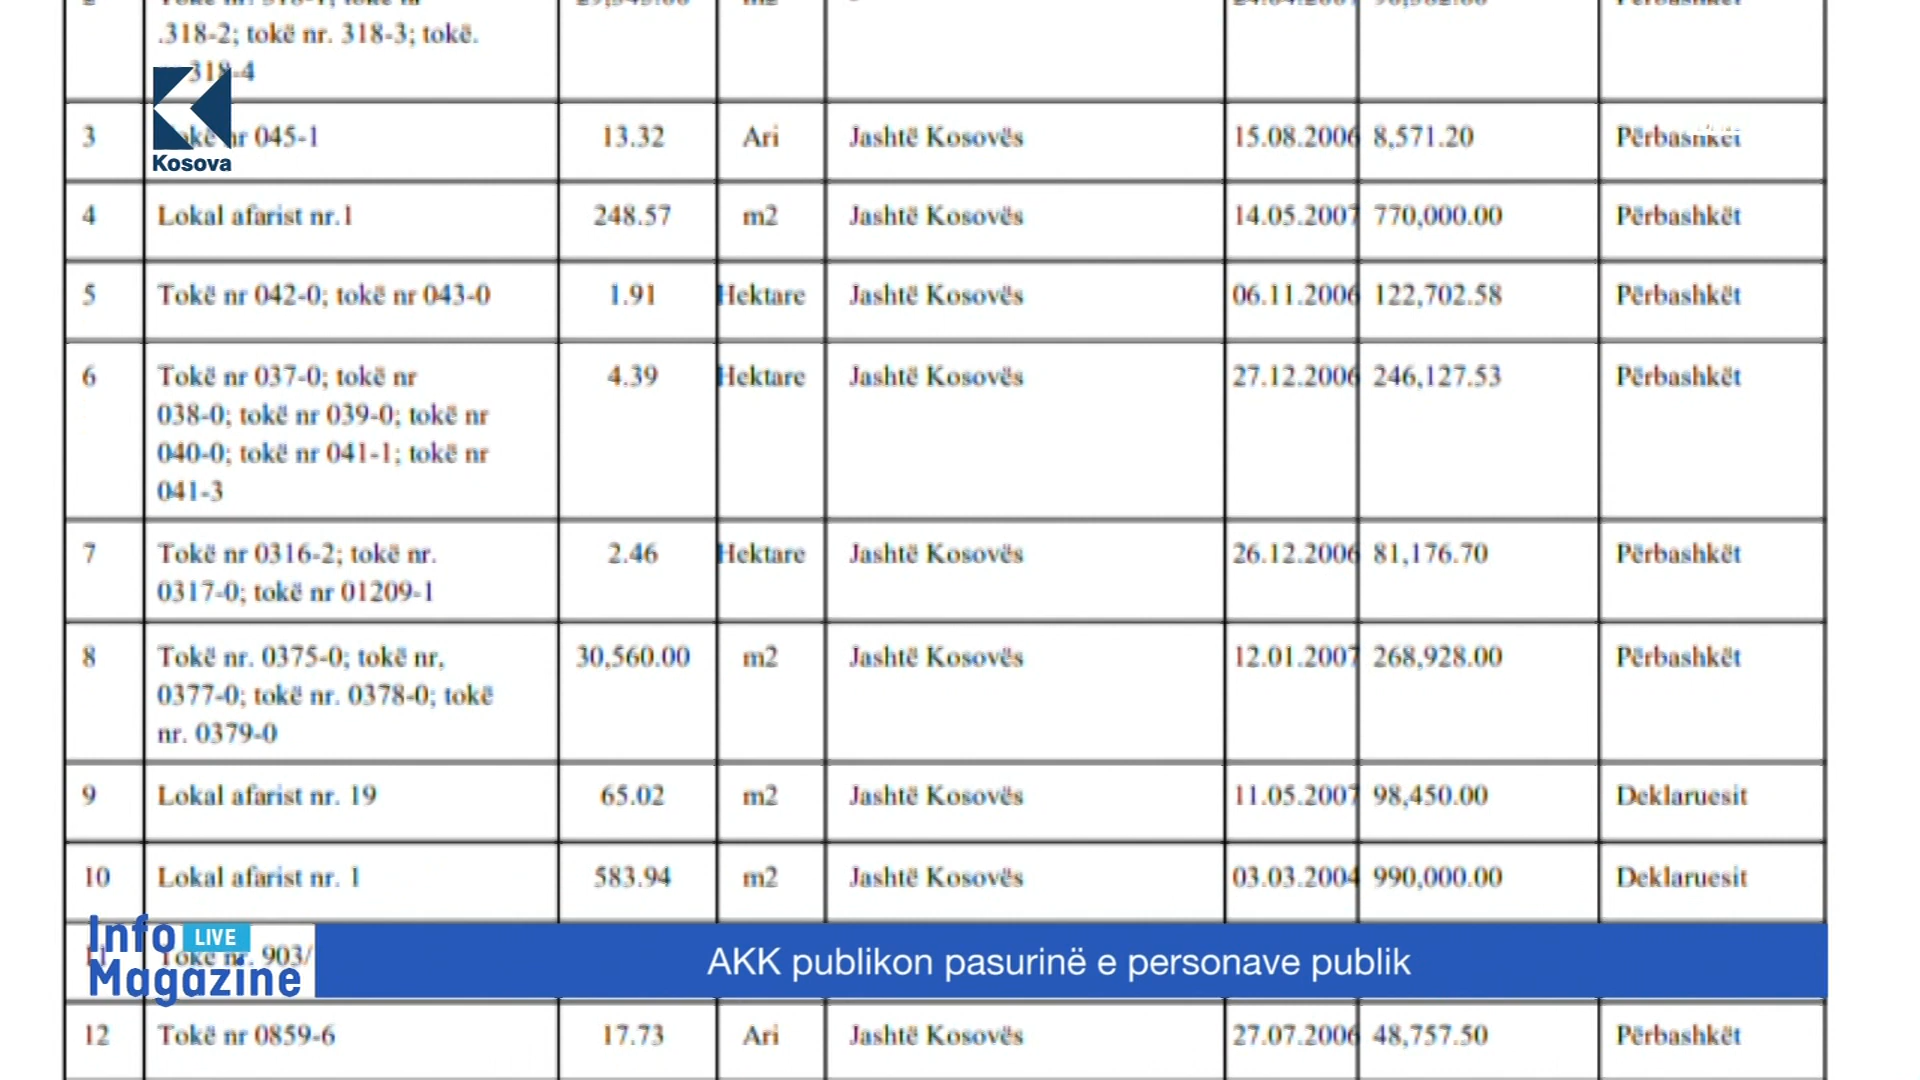 .318-2; tokë nr. 318-3; tokë.
318-4
3 Tokë nr 045-1 13.32 Ari Jashtë Kosovës 15.08.2006 8,571.20 Përbashkët
Kosova
4 Lokal afarist nr.1 248.57 m2 Jashtë Kosovës 14.05.2007 770,000.00 Përbashkët
5 Tokë nr 042-0; tokë nr 043-0 1.91 Hektare Jashtë Kosovës 06.11.2006 122,702.58 Përbashkët
6 Tokë nr 037-0; tokë nr 4.39 Hektare Jashtë Kosovës 27.12.2006 246,127.53 Përbashkët
038-0; tokë nr 039-0; tokë nr
040-0; tokë nr 041-1; tokë nr
041-3
7 Tokë nr 0316-2; tokë nr. 2.46 Hektare Jashtë Kosovës 26.12.2006 81,176.70 Përbashkët
0317-0; tokë nr 01209-1
8 Tokë nr. 0375-0; tokë nr, 30,560.00 m2 Jashtë Kosovës 12.01.2007 268,928.00 Përbashkët
0377-0; tokë nr. 0378-0; tokë
nr. 0379-0
9 Lokal afarist nr. 19 65.02 m2 Jashtë Kosovës 11.05.2007 98,450.00 Deklaruesit
10 Lokal afarist nr. 1 583.94 m2 Jashtë Kosovës 03.03.2004 990,000.00 Deklaruesit
11 Tokë nr. 903/
Info LIVE
Magazine
AKK publikon pasurinë e personave publik
12 Tokë nr 0859-6 17.73 Ari Jashtë Kosovës 27.07.2006 48,757.50 Përbashkët